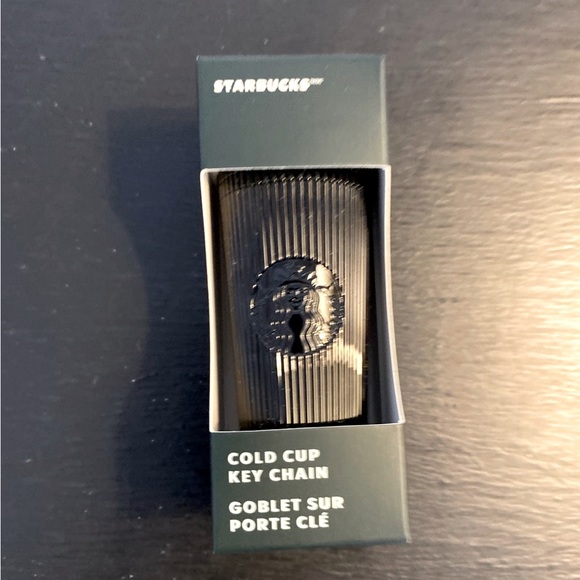 STARBUCKS
COLD CUP
KEY CHAIN
GOBLET SUR
PORTE CLÉ